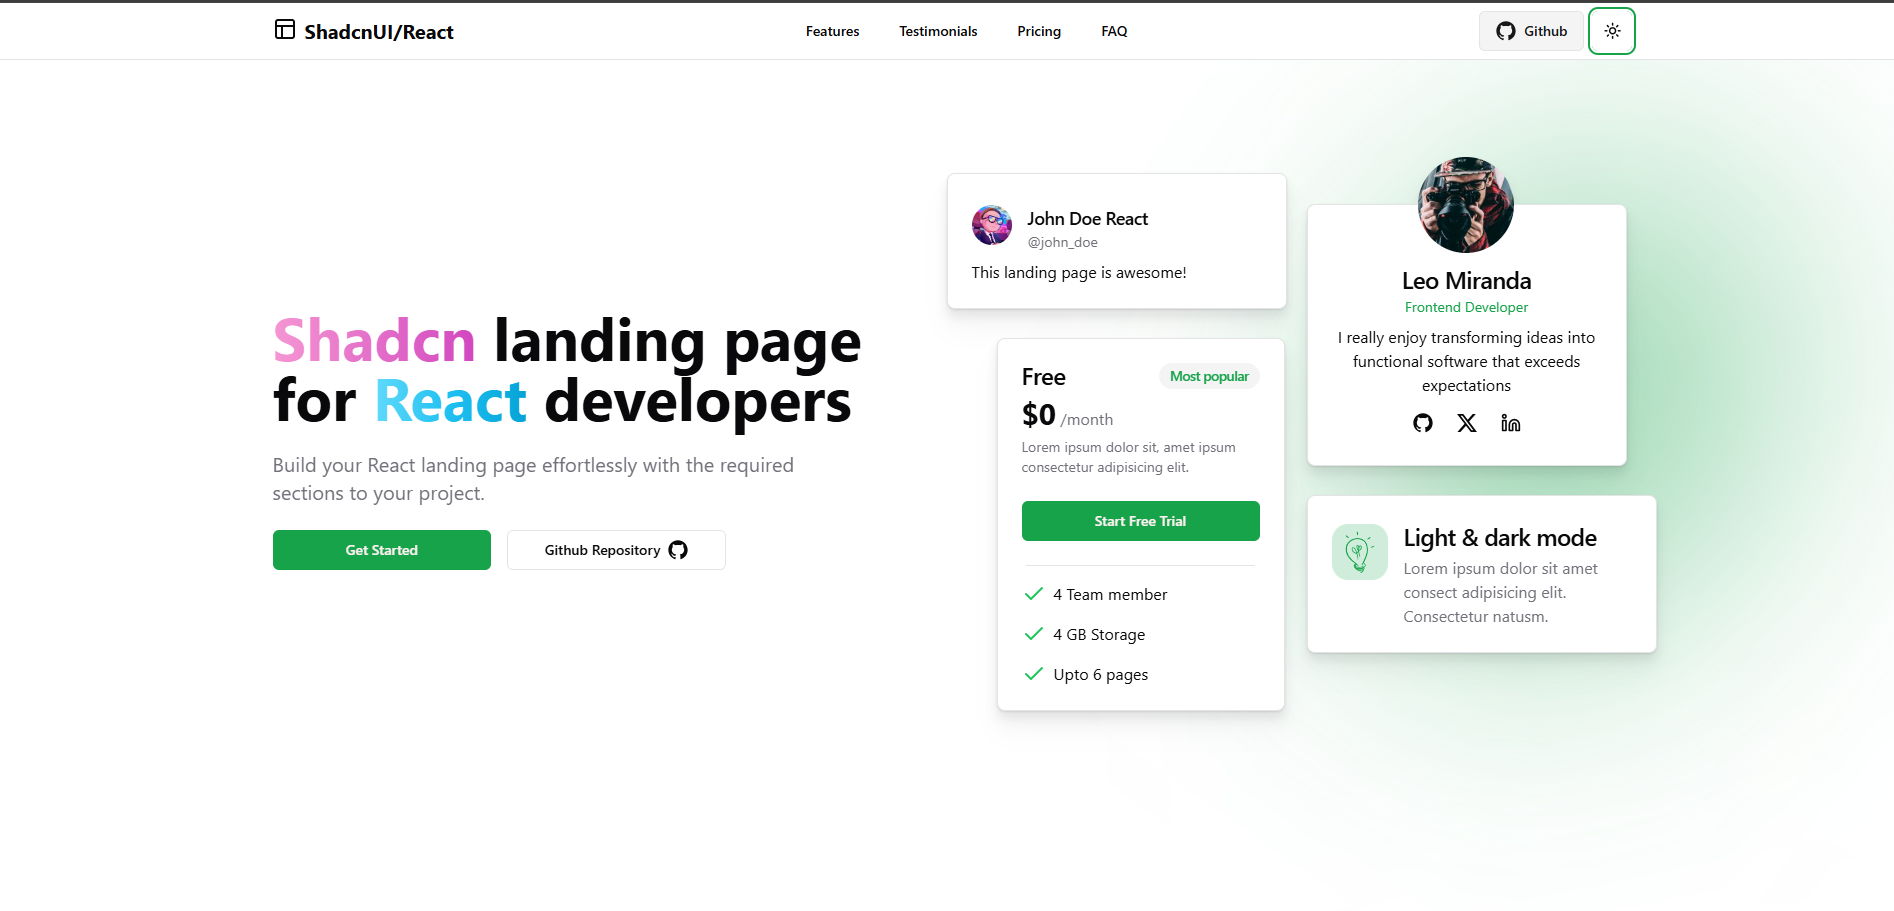 ShadcnUI/React
Features
Testimonials
Pricing
FAQ
Github
Shadcn landing page
for React developers
Build your React landing page effortlessly with the required
sections to your project.
Get Started
Github Repository
John Doe React
@john_doe
This landing page is awesome!
Free
Most popular
$0 /month
Lorem ipsum dolor sit, amet ipsum
consectetur adipisicing elit.
Start Free Trial
4 Team member
4 GB Storage
Upto 6 pages
Leo Miranda
Frontend Developer
I really enjoy transforming ideas into
functional software that exceeds
expectations
Light & dark mode
Lorem ipsum dolor sit amet
consect adipisicing elit.
Consectetur natusm.